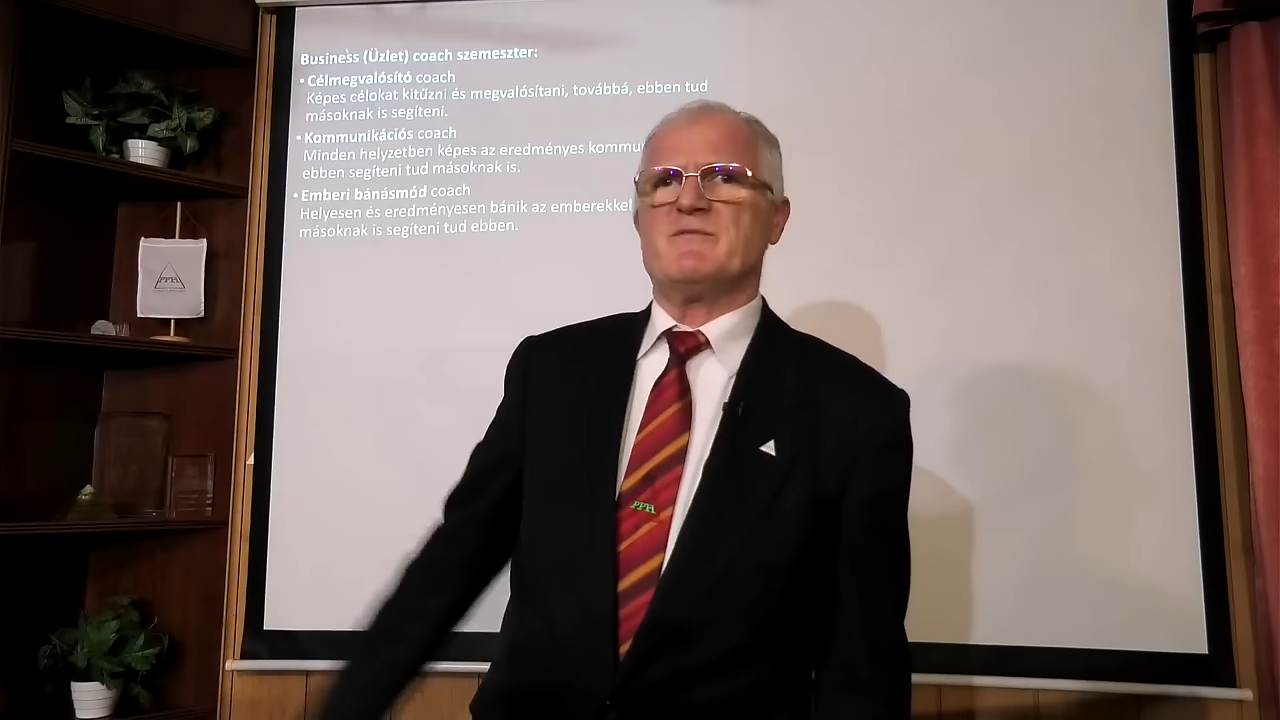 Business (Üzlet) coach szemeszter:
• Célmegvalósító coach
Képes célokat kitűzni és megvalósítani, továbbá, ebben tud
másoknak is segíteni.
• Kommunikációs coach
Minden helyzetben képes az eredményes
ebben segíteni tud másoknak is.
• Emberi bánásmód coach
Helyesen és eredményesen bánik az emberekkel
másoknak is segíteni tud ebben.
PPH
PPH